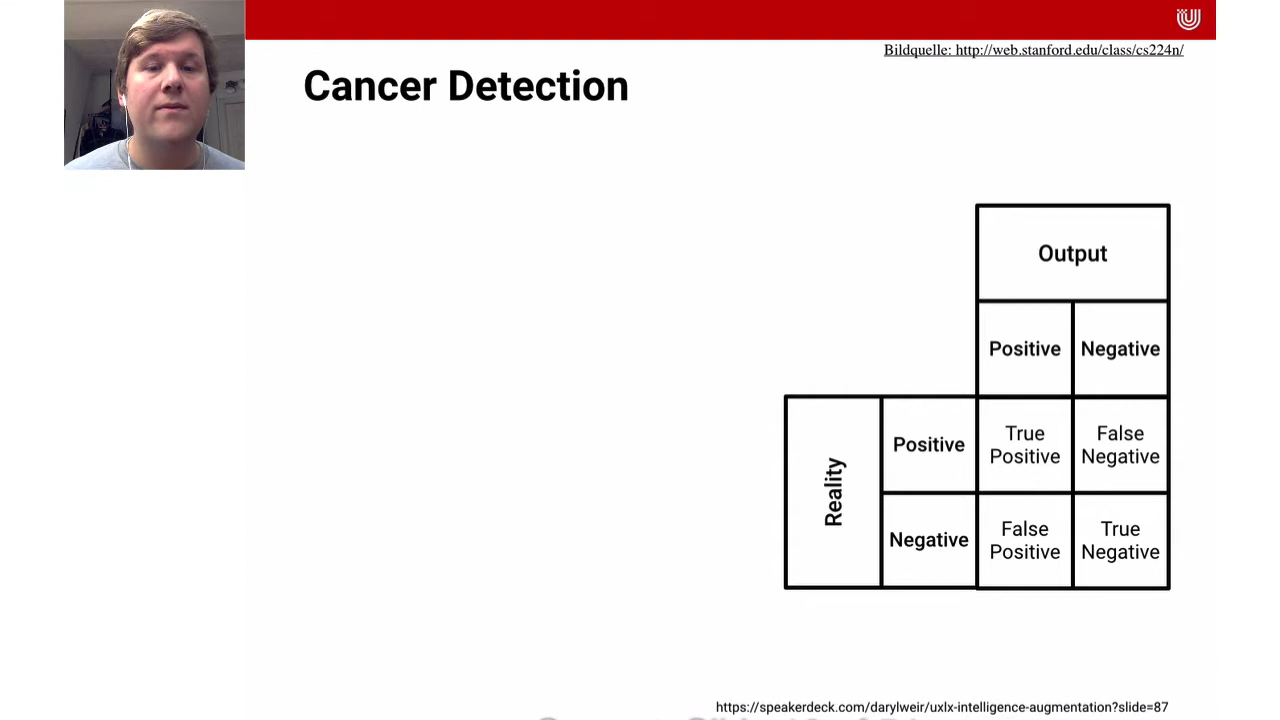 Bildquelle: http://web.stanford.edu/class/cs224n/
Cancer Detection
Output
Positive
Negative
Reality
Positive
True
Positive
False
Negative
Negative
False
Positive
True
Negative
https://speakerdeck.com/darylweir/uxlx-intelligence-augmentation?slide=87